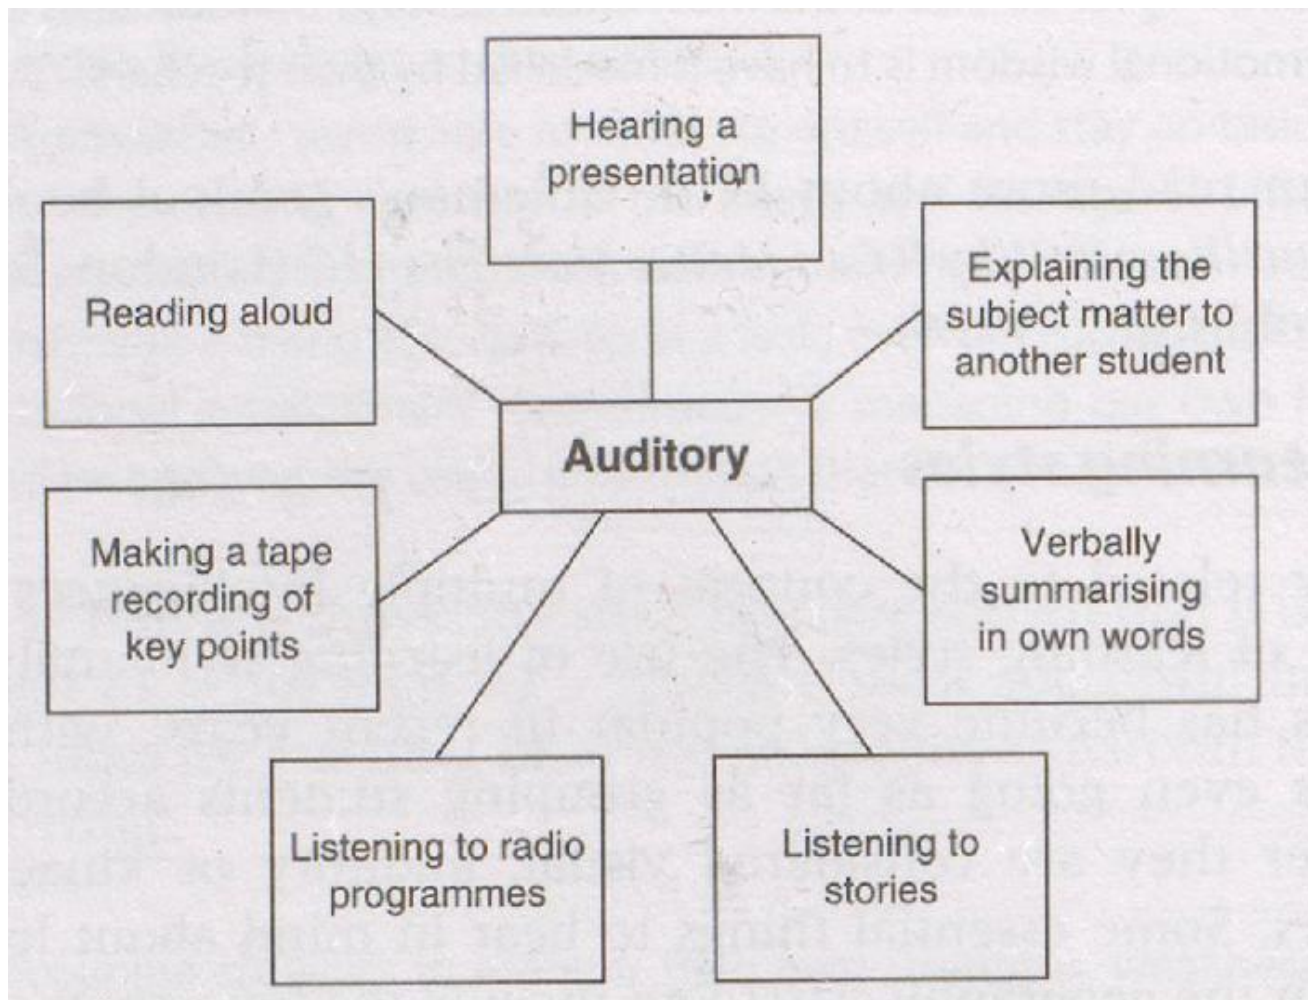 Hearing a
presentation
Reading aloud
Explaining the
subject matter to
another student
Auditory
Making a tape
recording of
key points
Verbally
summarising
in own words
Listening to radio
programmes
Listening to
stories